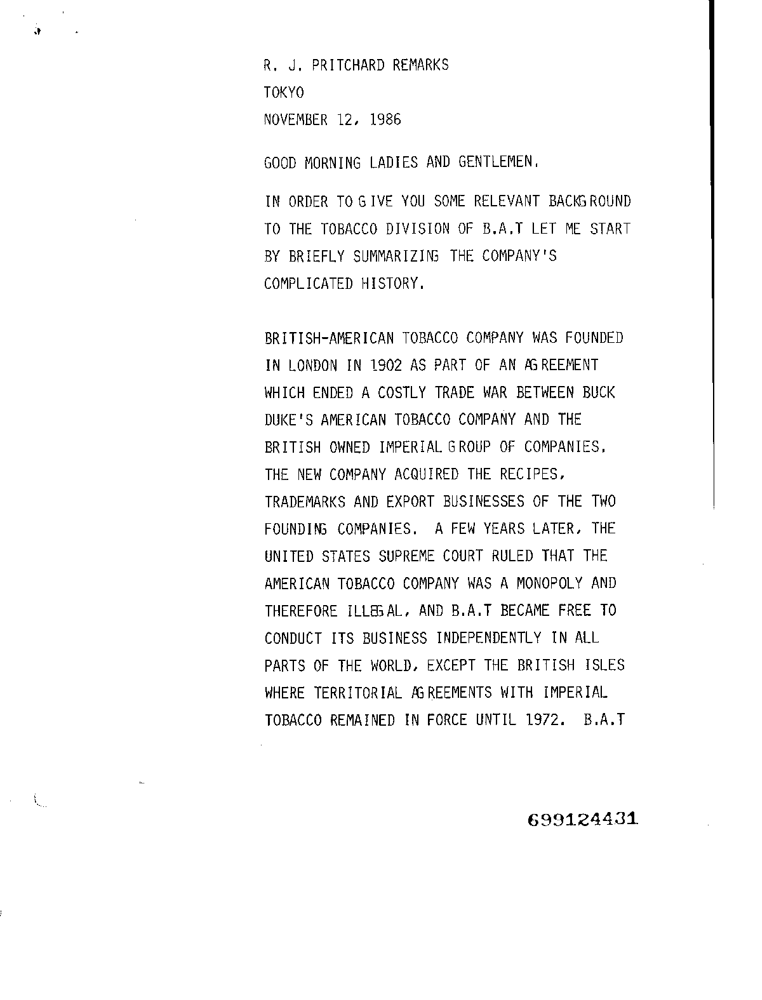 R. J. PRITCHARD REMARKS
TOKYO
NOVEMBER 12, 1986
GOOD MORNING LADIES AND GENTLEMEN.
IN ORDER TO GIVE YOU SOME RELEVANT BACKGROUND
TO THE TOBACCO DIVISION OF B.A.T LET ME START
BY BRIEFLY SUMMARIZING THE COMPANY'S
COMPLICATED HISTORY.
BRITISH-AMERICAN TOBACCO COMPANY WAS FOUNDED
IN LONDON IN 1902 AS PART OF AN AGREEMENT
WHICH ENDED A COSTLY TRADE WAR BETWEEN BUCK
DUKE'S AMERICAN TOBACCO COMPANY AND THE
BRITISH OWNED IMPERIAL GROUP OF COMPANIES.
THE NEW COMPANY ACQUIRED THE RECIPES,
TRADEMARKS AND EXPORT BUSINESSES OF THE TWO
FOUNDING COMPANIES. A FEW YEARS LATER, THE
UNITED STATES SUPREME COURT RULED THAT THE
AMERICAN TOBACCO COMPANY WAS A MONOPOLY AND
THEREFORE ILLEGAL, AND B.A.T BECAME FREE TO
CONDUCT ITS BUSINESS INDEPENDENTLY IN ALL
PARTS OF THE WORLD, EXCEPT THE BRITISH ISLES
WHERE TERRITORIAL AGREEMENTS WITH IMPERIAL
TOBACCO REMAINED IN FORCE UNTIL 1972. B.A.T
699124431